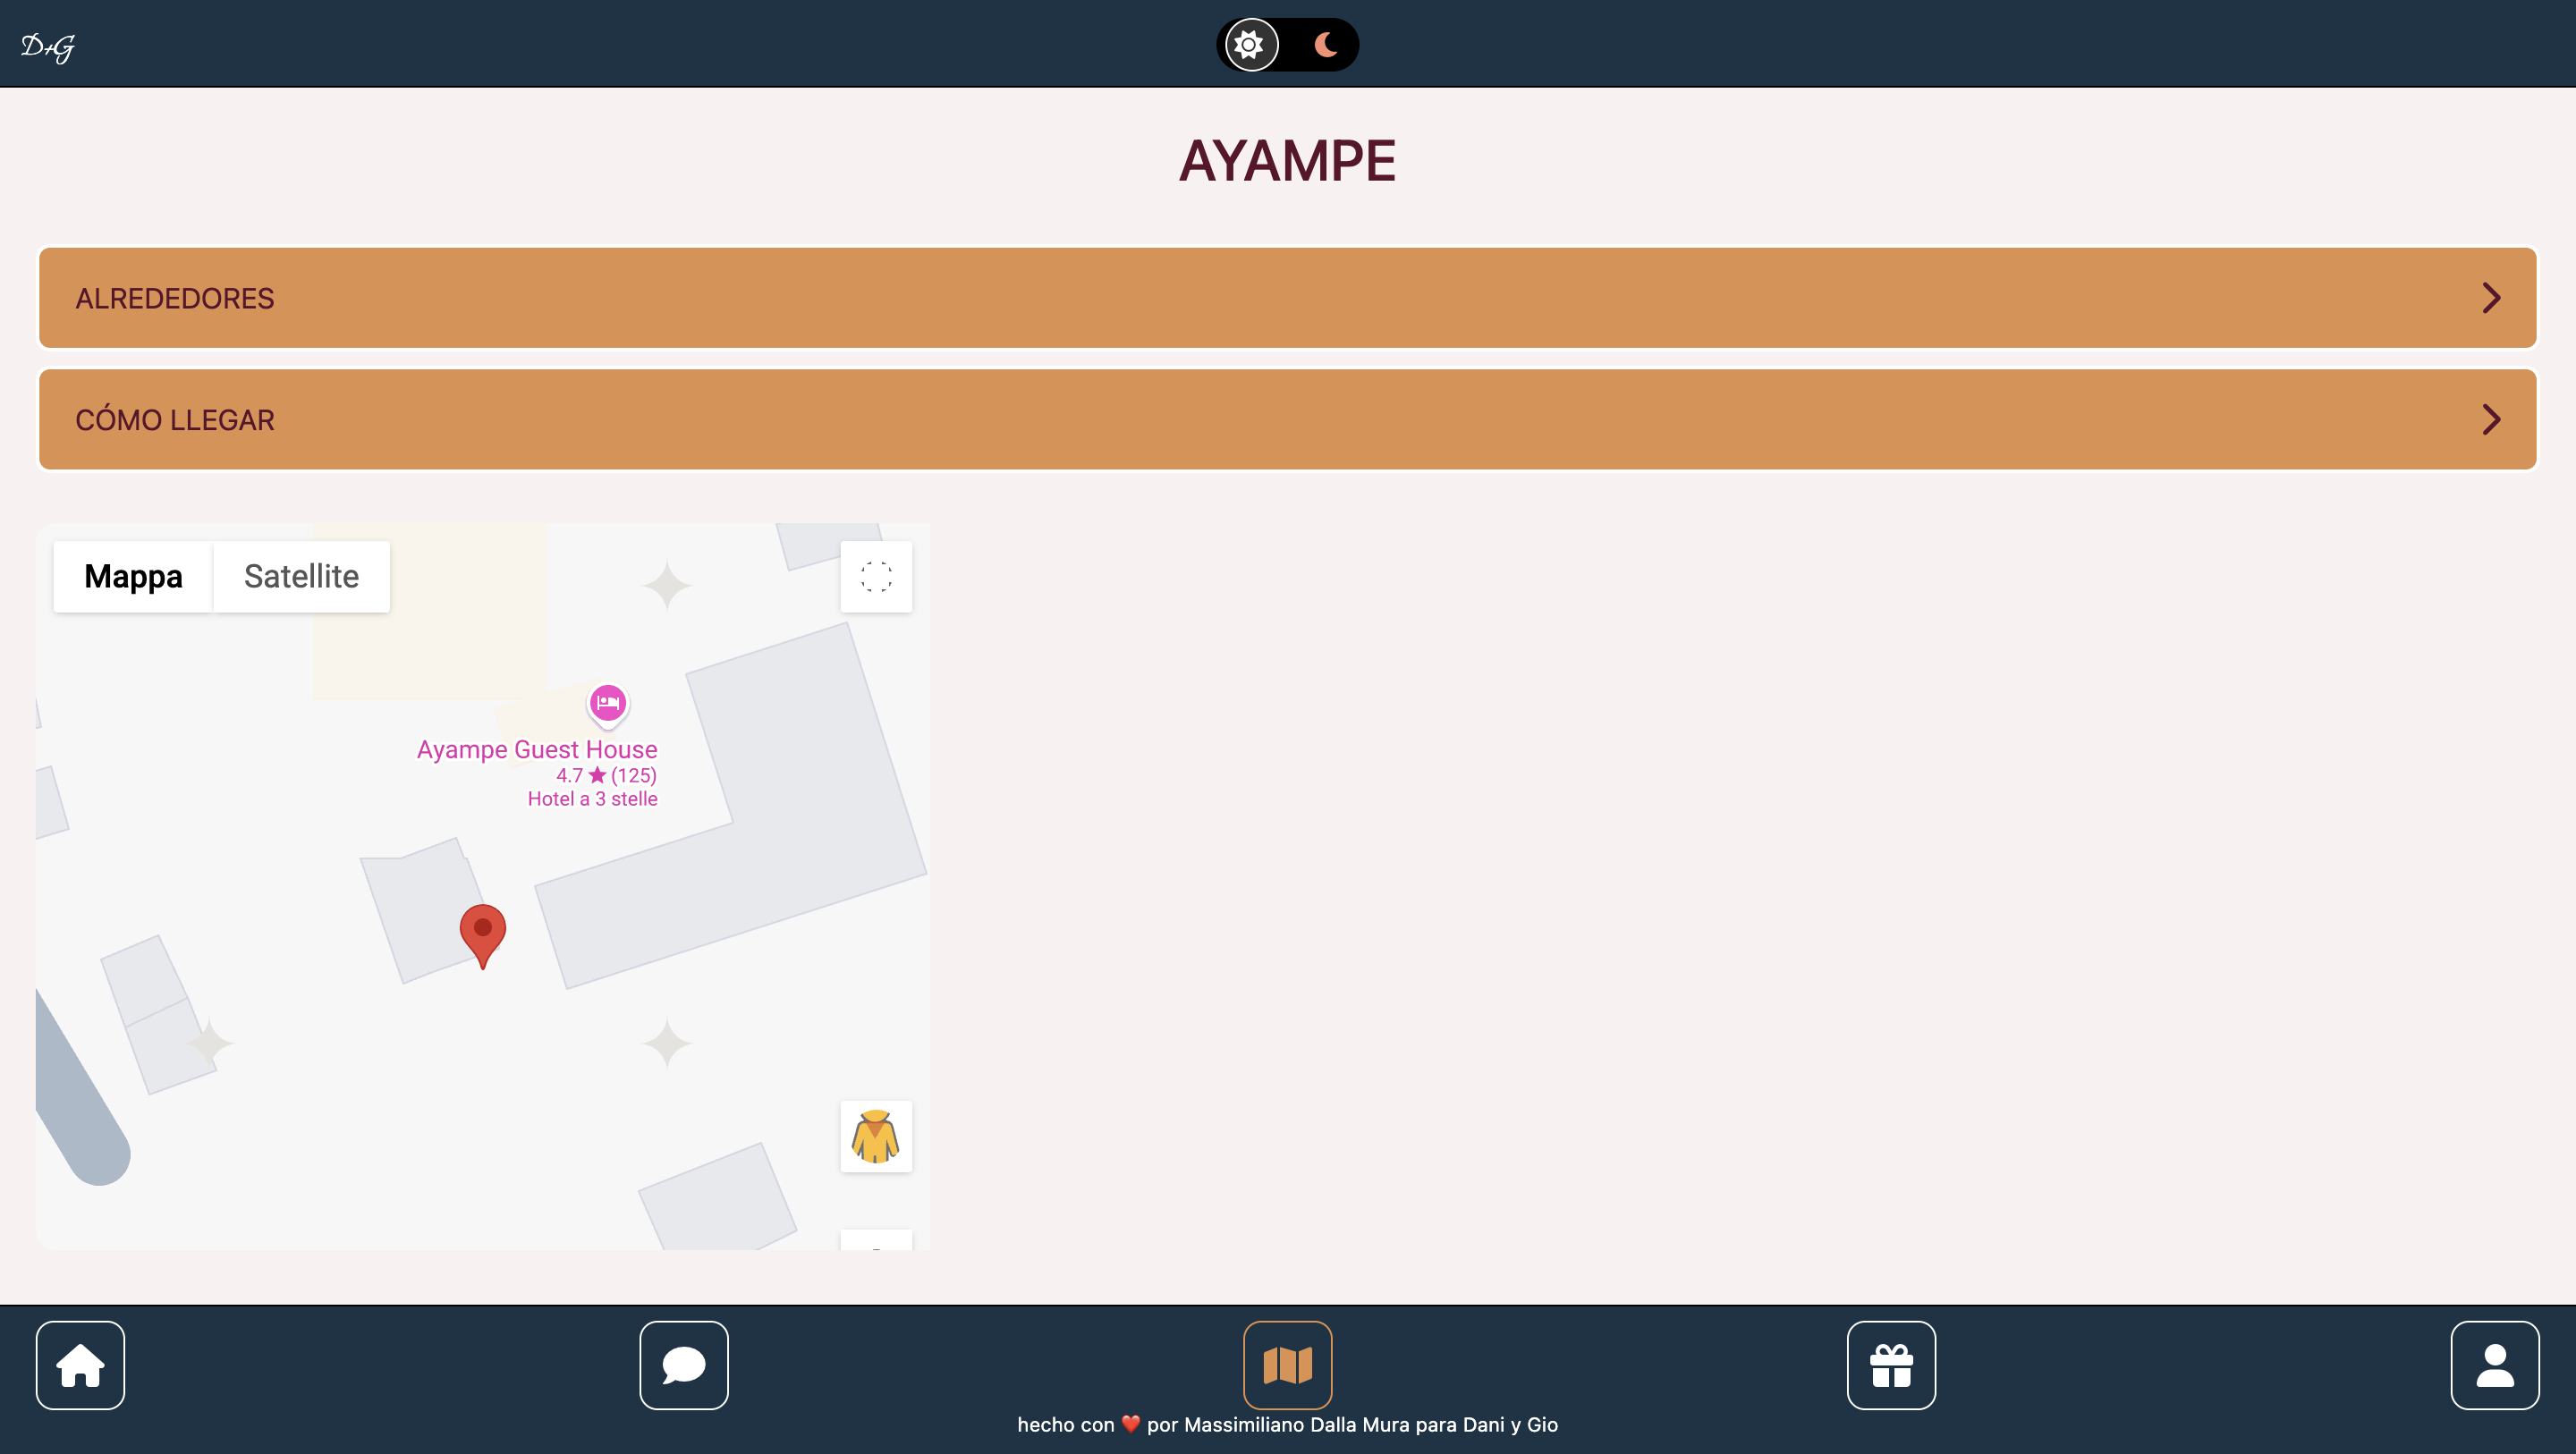 D+G
AYAMPE
ALREDEDORES
CÓMO LLEGAR
Mappa
Satellite
Ayampe Guest House
4.7 ★ (125)
Hotel a 3 stelle
hecho con ❤️ por Massimiliano Dalla Mura para Dani y Gio